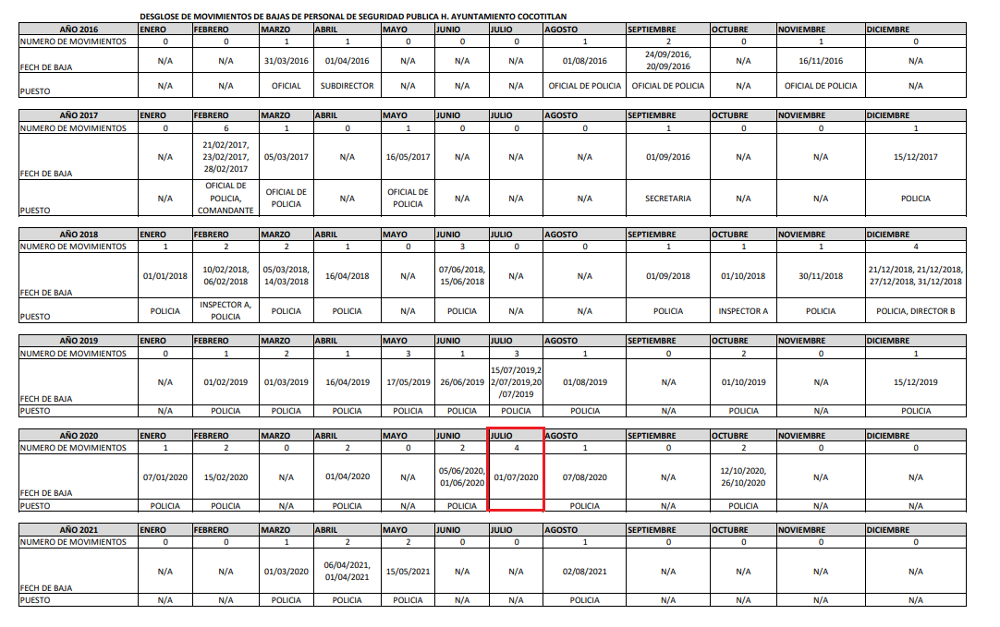 DESGLOSE DE MOVIMIENTOS DE BAJAS DE PERSONAL DE SEGURIDAD PUBLICA H. AYUNTAMIENTO COCOTITLAN
AÑO 2016 ENERO FEBRERO MARZO ABRIL MAYO JUNIO JULIO AGOSTO SEPTIEMBRE OCTUBRE NOVIEMBRE DICIEMBRE
NUMERO DE MOVIMIENTOS 0 0 1 1 0 0 0 1 2 0 1 0
FECH DE BAJA N/A N/A 31/03/2016 01/04/2016 N/A N/A N/A 01/08/2016 24/09/2016, 20/09/2016 N/A 16/11/2016 N/A
PUESTO N/A N/A OFICIAL SUBDIRECTOR N/A N/A N/A OFICIAL DE POLICIA OFICIAL DE POLICIA N/A OFICIAL DE POLICIA N/A
AÑO 2017 ENERO FEBRERO MARZO ABRIL MAYO JUNIO JULIO AGOSTO SEPTIEMBRE OCTUBRE NOVIEMBRE DICIEMBRE
NUMERO DE MOVIMIENTOS 0 6 1 0 1 0 0 0 1 0 0 1
FECH DE BAJA N/A 21/02/2017, 23/02/2017, 28/02/2017 05/03/2017 N/A 16/05/2017 N/A N/A N/A 01/09/2016 N/A N/A 15/12/2017
PUESTO N/A OFICIAL DE POLICIA, COMANDANTE OFICIAL DE POLICIA N/A OFICIAL DE POLICIA N/A N/A N/A SECRETARIA N/A N/A POLICIA
AÑO 2018 ENERO FEBRERO MARZO ABRIL MAYO JUNIO JULIO AGOSTO SEPTIEMBRE OCTUBRE NOVIEMBRE DICIEMBRE
NUMERO DE MOVIMIENTOS 1 2 2 1 0 3 0 0 1 1 1 4
FECH DE BAJA 01/01/2018 10/02/2018, 06/02/2018 05/03/2018, 14/03/2018 16/04/2018 N/A 07/06/2018, 15/06/2018 N/A N/A 01/09/2018 01/10/2018 30/11/2018 21/12/2018, 21/12/2018, 27/12/2018, 31/12/2018
PUESTO POLICIA INSPECTOR A, POLICIA POLICIA POLICIA N/A POLICIA N/A N/A POLICIA INSPECTOR A POLICIA POLICIA, DIRECTOR B
AÑO 2019 ENERO FEBRERO MARZO ABRIL MAYO JUNIO JULIO AGOSTO SEPTIEMBRE OCTUBRE NOVIEMBRE DICIEMBRE
NUMERO DE MOVIMIENTOS 0 1 2 1 3 1 3 1 0 2 0 1
FECH DE BAJA N/A 01/02/2019 01/03/2019 16/04/2019 17/05/2019 26/06/2019 15/07/2019,2 2/07/2019,20 /07/2019 01/08/2019 N/A 01/10/2019 N/A 15/12/2019
PUESTO N/A POLICIA POLICIA POLICIA POLICIA POLICIA POLICIA POLICIA N/A POLICIA N/A POLICIA
AÑO 2020 ENERO FEBRERO MARZO ABRIL MAYO JUNIO JULIO AGOSTO SEPTIEMBRE OCTUBRE NOVIEMBRE DICIEMBRE
NUMERO DE MOVIMIENTOS 1 2 0 2 0 2 4 1 0 2 0 0
FECH DE BAJA 07/01/2020 15/02/2020 N/A 01/04/2020 N/A 05/06/2020, 01/06/2020 01/07/2020 07/08/2020 N/A 12/10/2020, 26/10/2020 N/A N/A
PUESTO POLICIA POLICIA N/A POLICIA N/A POLICIA POLICIA N/A POLICIA N/A N/A
AÑO 2021 ENERO FEBRERO MARZO ABRIL MAYO JUNIO JULIO AGOSTO SEPTIEMBRE OCTUBRE NOVIEMBRE DICIEMBRE
NUMERO DE MOVIMIENTOS 0 0 1 2 2 0 0 1 0 0 0 0
FECH DE BAJA N/A N/A 01/03/2020 06/04/2021, 01/04/2021 15/05/2021 N/A N/A 02/08/2021 N/A N/A N/A N/A
PUESTO N/A N/A POLICIA POLICIA POLICIA N/A N/A POLICIA N/A N/A N/A N/A